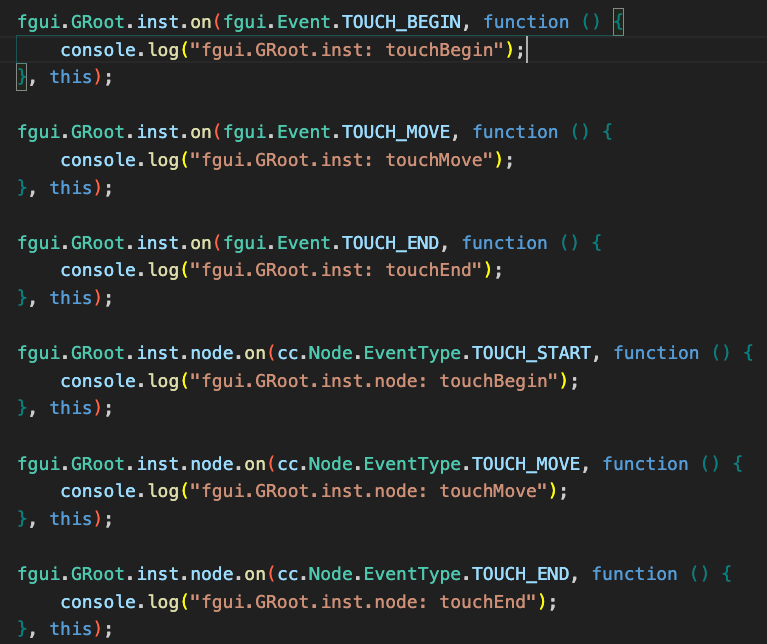 fgui.GRoot.inst.on(fgui.Event.TOUCH_BEGIN, function () {
    console.log("fgui.GRoot.inst: touchBegin");
}, this);

fgui.GRoot.inst.on(fgui.Event.TOUCH_MOVE, function () {
    console.log("fgui.GRoot.inst: touchMove");
}, this);

fgui.GRoot.inst.on(fgui.Event.TOUCH_END, function () {
    console.log("fgui.GRoot.inst: touchEnd");
}, this);

fgui.GRoot.inst.node.on(cc.Node.EventType.TOUCH_START, function () {
    console.log("fgui.GRoot.inst.node: touchBegin");
}, this);

fgui.GRoot.inst.node.on(cc.Node.EventType.TOUCH_MOVE, function () {
    console.log("fgui.GRoot.inst.node: touchMove");
}, this);

fgui.GRoot.inst.node.on(cc.Node.EventType.TOUCH_END, function () {
    console.log("fgui.GRoot.inst.node: touchEnd");
}, this);